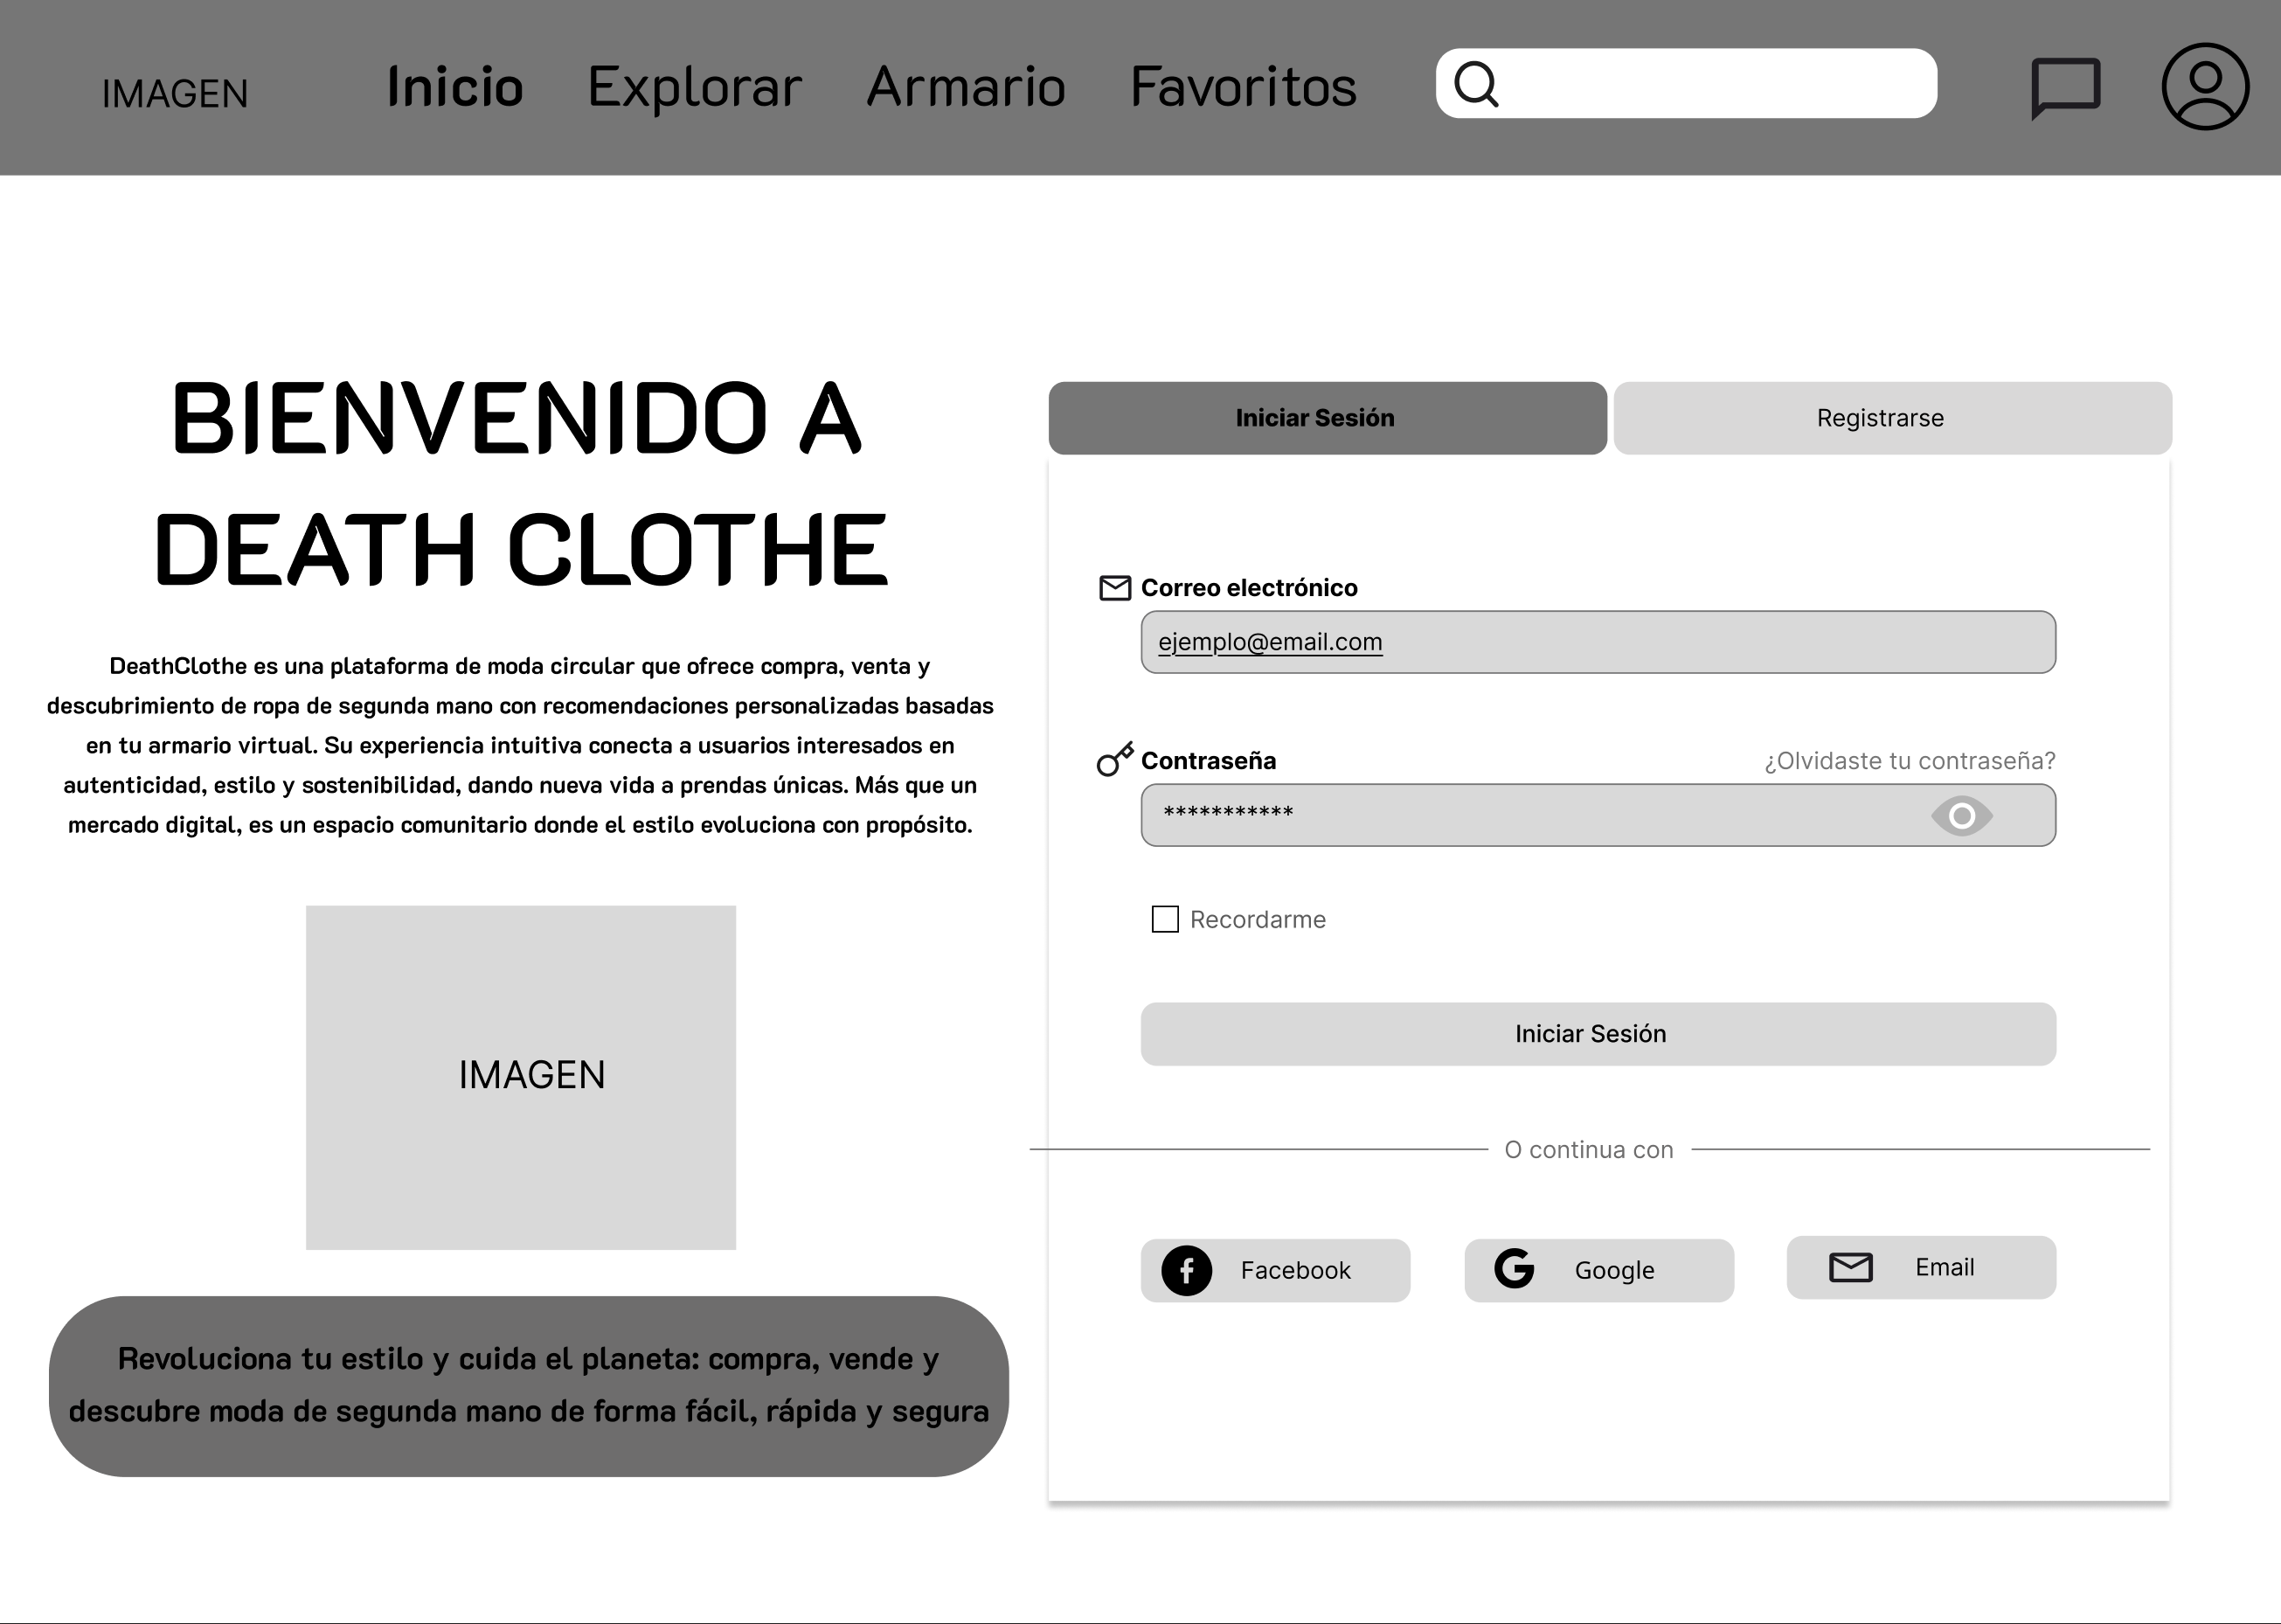 IMAGEN
Inicio
Explorar
Armario
Favoritos
BIENVENIDO A
DEATH CLOTHE
DeathClothe es una plataforma de moda circular que ofrece compra, venta y
descubrimiento de ropa de segunda mano con recomendaciones personalizadas basadas
en tu armario virtual. Su experiencia intuitiva conecta a usuarios interesados en
autenticidad, estilo y sostenibilidad, dando nueva vida a prendas únicas. Más que un
mercado digital, es un espacio comunitario donde el estilo evoluciona con propósito.
IMAGEN
Revoluciona tu estilo y cuida el planeta: compra, vende y
descubre moda de segunda mano de forma fácil, rápida y segura
Iniciar Sesión
Registrarse
Correo electrónico
ejemplo@email.com
Contraseña
¿Olvidaste tu contraseña?
***********
Recordarme
Iniciar Sesión
O continua con
Facebook
Google
Email